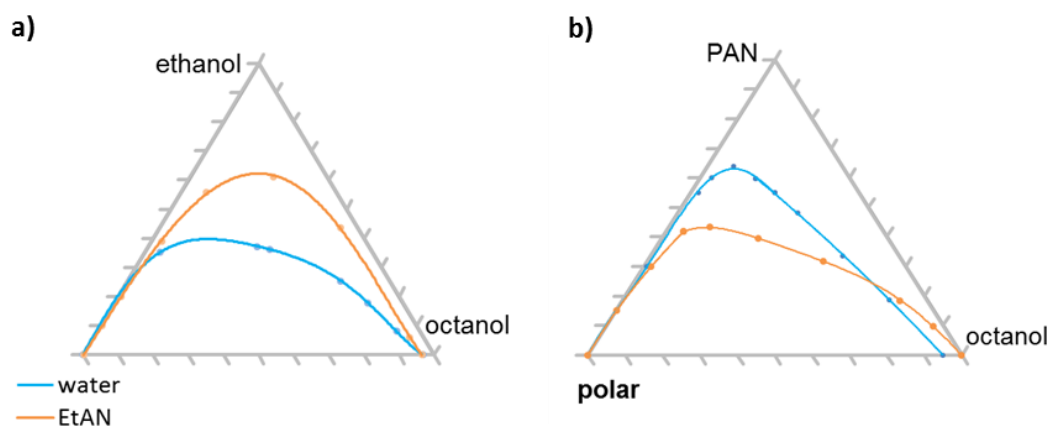 a)
ethanol
octanol
water
EtAN
b)
PAN
octanol
polar